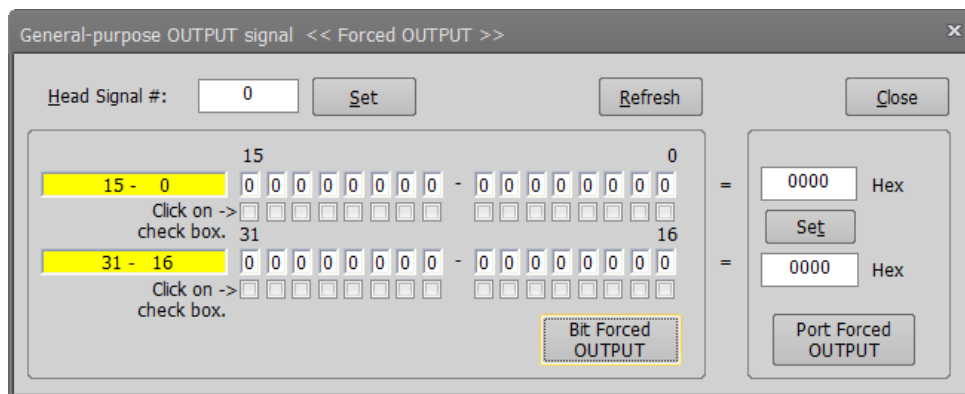 General-purpose OUTPUT signal << Forced OUTPUT >> x
Head Signal #: 0 Set Refresh Close
15 0
15 - 0 0 0 0 0 0 0 0 0 - 0 0 0 0 0 0 0 0 = 0000 Hex
Click on ->
check box.
Set
31 16
31 - 16 0 0 0 0 0 0 0 0 - 0 0 0 0 0 0 0 0 = 0000 Hex
Click on ->
check box.
Bit Forced
OUTPUT
Port Forced
OUTPUT